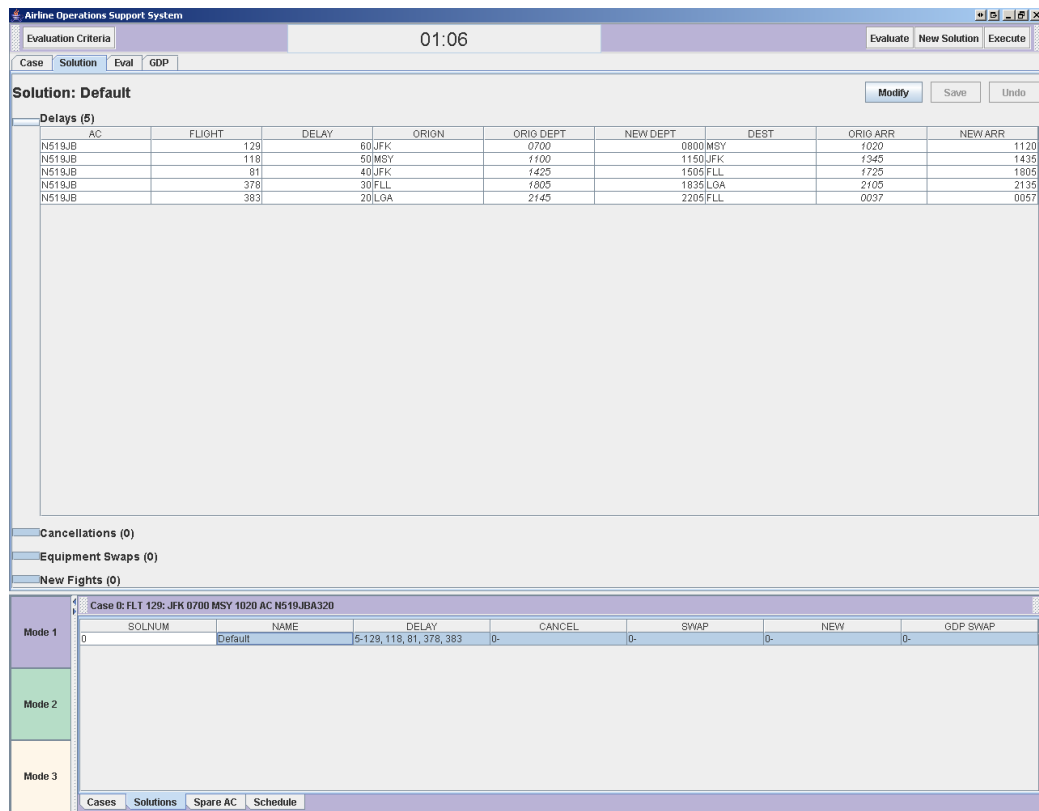 Airline Operations Support System
Evaluation Criteria 01:06 Evaluate New Solution Execute
Case Solution Eval GDP
Solution: Default Modify Save Undo
Delays (5)
AC FLIGHT DELAY ORIGN ORIG DEPT NEW DEPT DEST ORIG ARR NEW ARR
N519JB 129 60 JFK 0700 0800 MSY 1020 1120
N519JB 118 50 MSY 1100 1150 JFK 1345 1435
N519JB 81 40 JFK 1425 1505 FLL 1725 1805
N519JB 378 30 FLL 1805 1835 LGA 2105 2135
N519JB 383 20 LGA 2145 2205 FLL 0037 0057
Cancellations (0)
Equipment Swaps (0)
New Fights (0)
Case 0: FLT 129: JFK 0700 MSY 1020 AC N519JBA320
Mode 1
SOLNUM NAME DELAY CANCEL SWAP NEW GDP SWAP
0 Default 5-129, 118, 81, 378, 383 0- 0- 0- 0-
Mode 2
Mode 3
Cases Solutions Spare AC Schedule